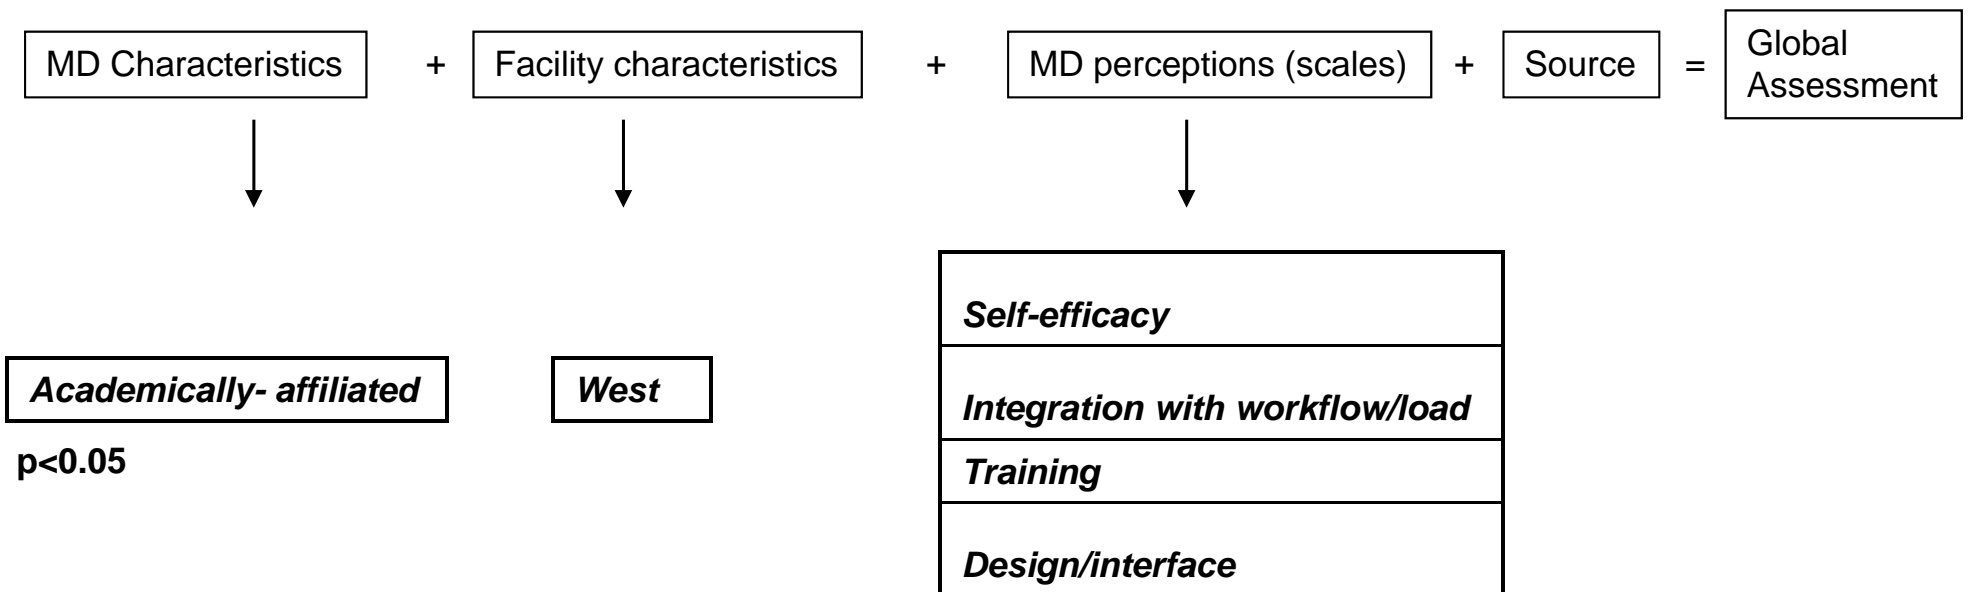 MD Characteristics + Facility characteristics + MD perceptions (scales) + Source = Global
Assessment
Self-efficacy
Academically- affiliated
West
Integration with workflow/load
p<0.05
Training
Design/interface